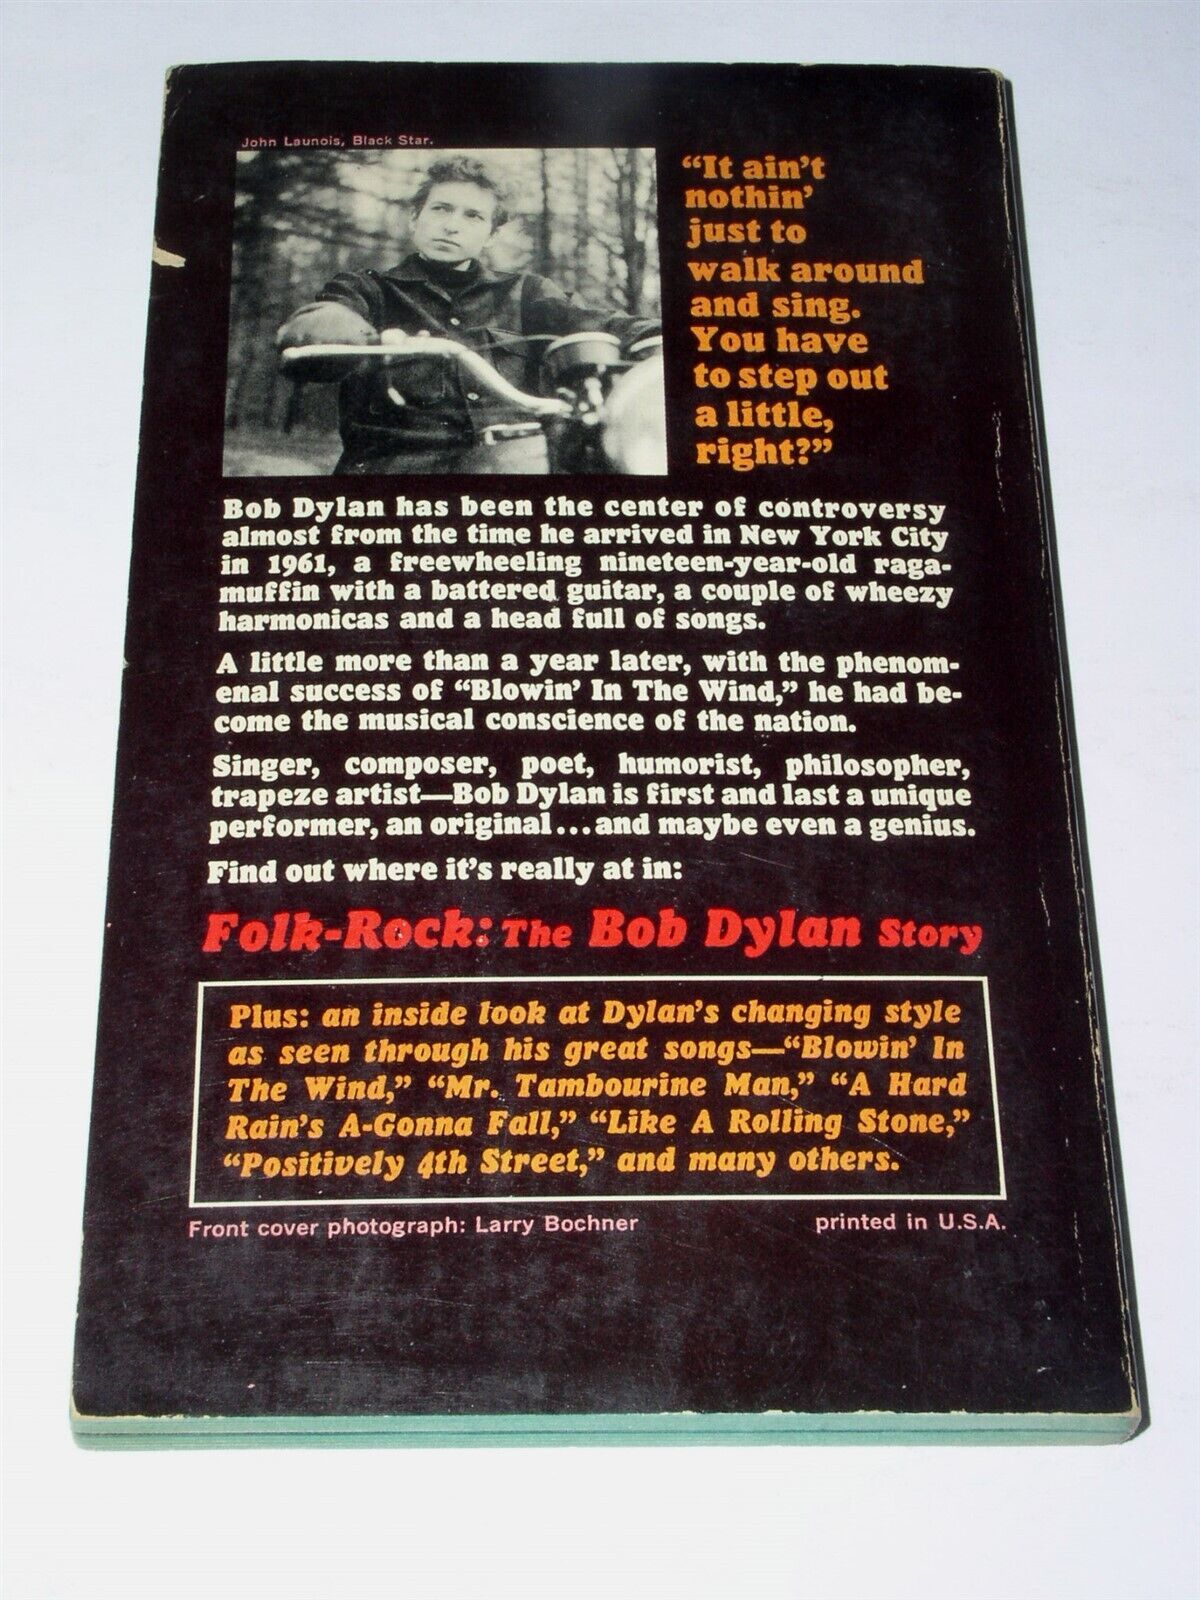 John Launois, Black Star.
“It ain’t
nothin’
just to
walk around
and sing.
You have
to step out
a little,
right?”
Bob Dylan has been the center of controversy
almost from the time he arrived in New York City
in 1961, a freewheeling nineteen-year-old raga-
muffin with a battered guitar, a couple of wheezy
harmonicas and a head full of songs.
A little more than a year later, with the phenom-
enal success of “Blowin’ In The Wind,” he had be-
come the musical conscience of the nation.
Singer, composer, poet, humorist, philosopher,
trapeze artist—Bob Dylan is first and last a unique
performer, an original...and maybe even a genius.
Find out where it’s really at in:
Folk-Rock: The Bob Dylan Story
Plus: an inside look at Dylan’s changing style
as seen through his great songs—“Blowin’ In
The Wind,” “Mr. Tambourine Man,” “A Hard
Rain’s A-Gonna Fall,” “Like A Rolling Stone,”
“Positively 4th Street,” and many others.
Front cover photograph: Larry Bochner printed in U.S.A.